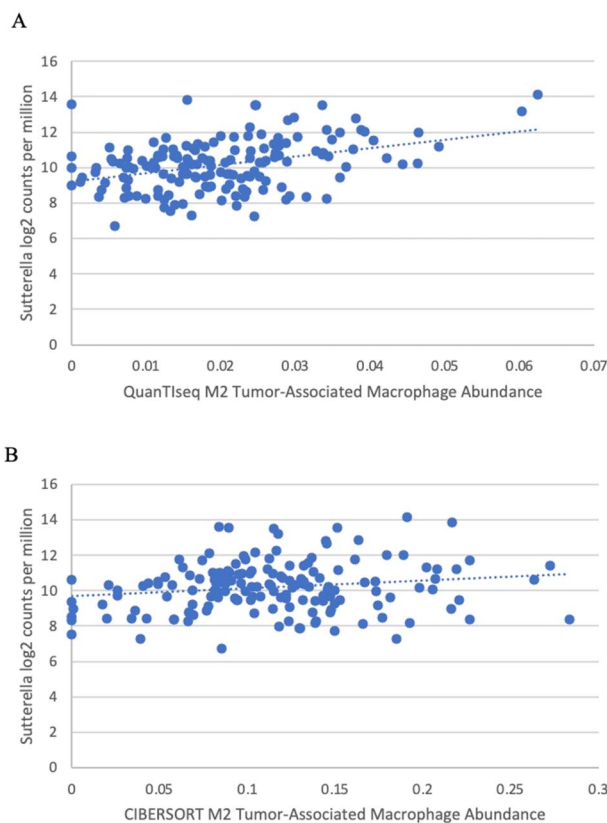 A
16
14
12
10
8
6
4
2
0
0 0.01 0.02 0.03 0.04 0.05 0.06 0.07
Sutterella log2 counts per million
QuanTIseq M2 Tumor-Associated Macrophage Abundance
B
16
14
12
10
8
6
4
2
0
0 0.05 0.1 0.15 0.2 0.25 0.3
Sutterella log2 counts per million
CIBERSORT M2 Tumor-Associated Macrophage Abundance